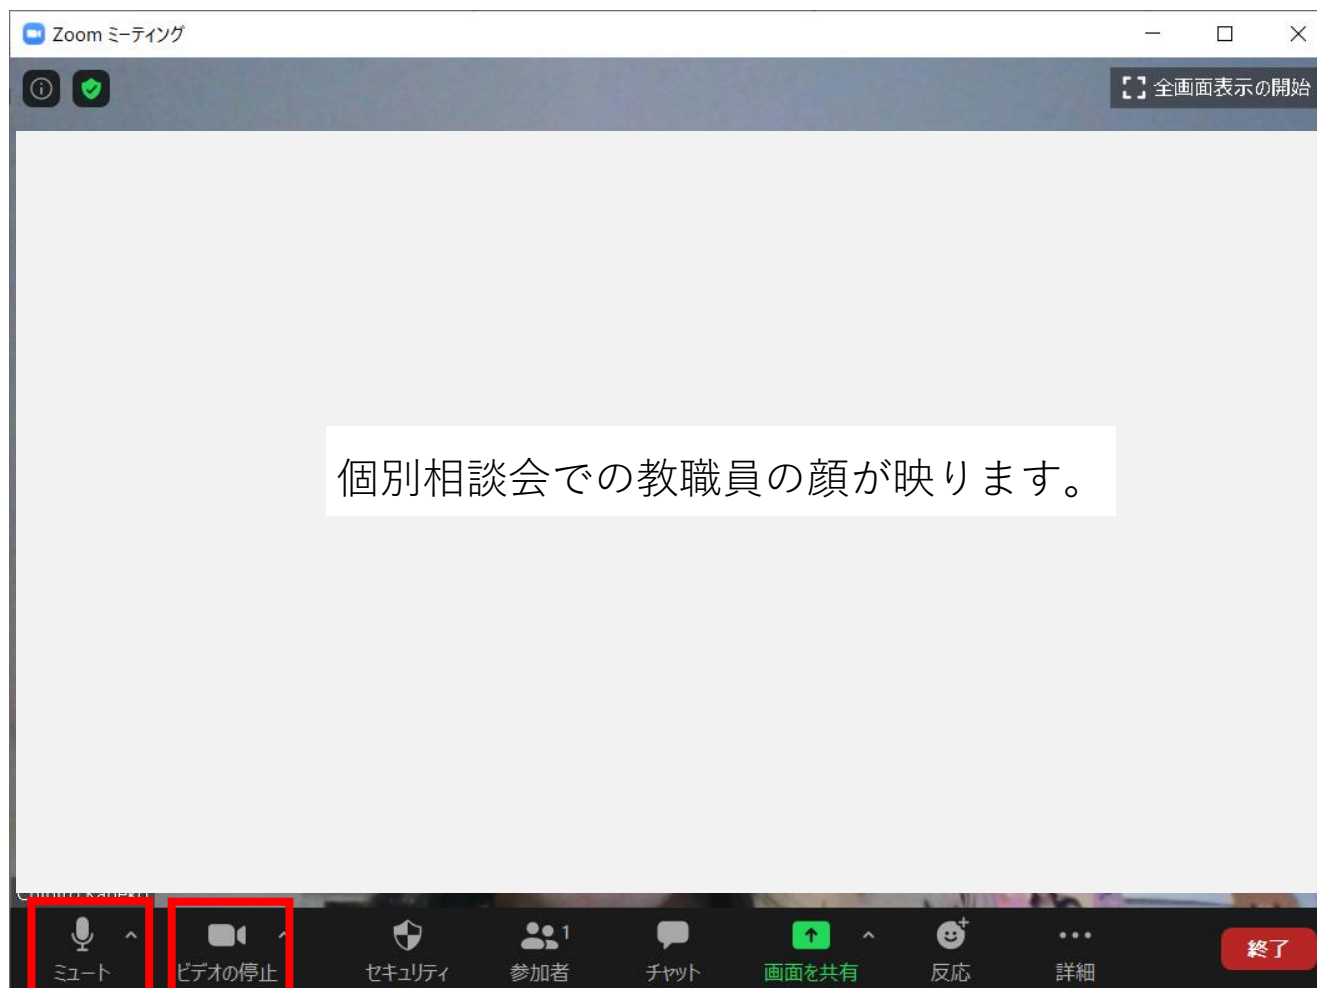 Zoom ミーティング
全画面表示の開始
個別相談会での教職員の顔が映ります。
1
ミュート
ビデオの停止
セキュリティ
参加者
チャット
画面を共有
反応
詳細
終了